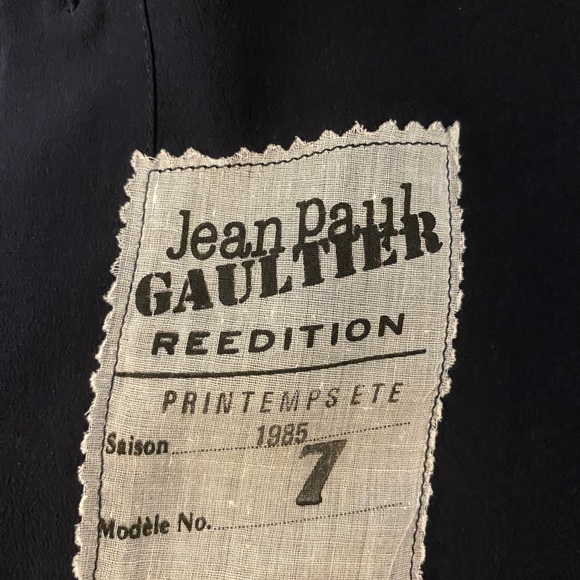 Jean Paul
GAULTIER
REEDITION
PRINTEMPS ETE
Saison 1985
7
Modèle No.